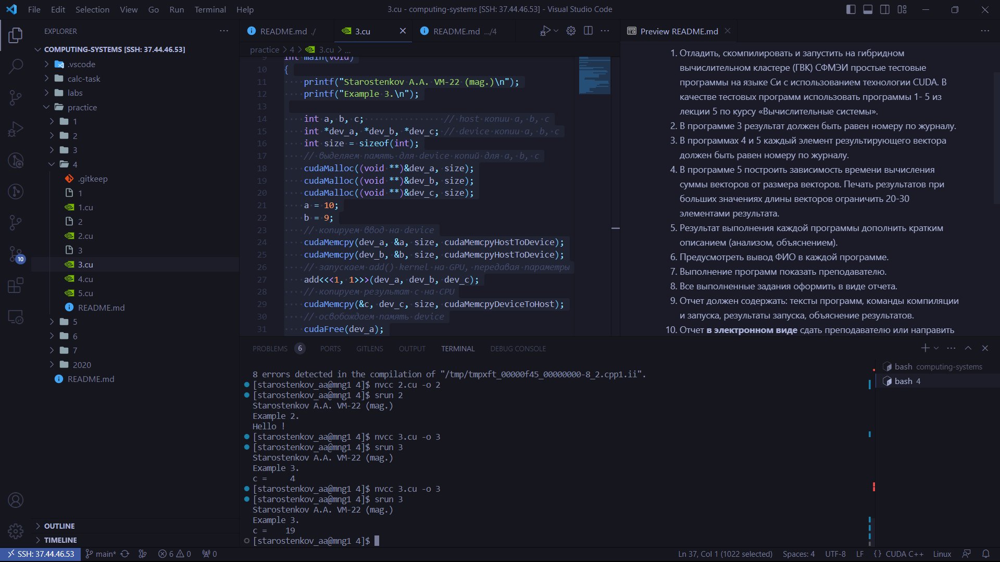 File Edit Selection View Go Run Terminal Help
3.cu - computing-systems [SSH: 37.44.46.53] - Visual Studio Code
EXPLORER
COMPUTING-SYSTEMS [SSH: 37.44.46.53]
.vscode
calc-task
labs
practice
1
2
3
4
.gitkeep
1
1.cu
2
2.cu
3
3.cu
4.cu
5.cu
README.md
5
6
7
2020
README.md
OUTLINE
TIMELINE
10
README.md ./
3.cu
README.md .../4
practice > 4 > 3.cu > ...
9 int main(void)
10 {
11 printf("Starostenkov A.A. VM-22 (mag.)\n");
12 printf("Example 3.\n");
13
14 int a, b, c; // host копии a, b, c
15 int *dev_a, *dev_b, *dev_c; // device копии a, b, c
16 int size = sizeof(int);
17 // выделяем память для device копий для a, b, c
18 cudaMalloc((void **)&dev_a, size);
19 cudaMalloc((void **)&dev_b, size);
20 cudaMalloc((void **)&dev_c, size);
21 a = 10;
22 b = 9;
23 // копируем ввод на device
24 cudaMemcpy(dev_a, &a, size, cudaMemcpyHostToDevice);
25 cudaMemcpy(dev_b, &b, size, cudaMemcpyHostToDevice);
26 // запускаем add() kernel на GPU, передавая параметры
27 add<<<1, 1>>>(dev_a, dev_b, dev_c);
28 // копируем результат с на CPU
29 cudaMemcpy(&c, dev_c, size, cudaMemcpyDeviceToHost);
30 // освобождаем память device
31 cudaFree(dev_a);
Preview README.md
1. Отладить, скомпилировать и запустить на гибридном
вычислительном кластере (ГВК) СФМЭИ простые тестовые
программы на языке Си с использованием технологии CUDA. В
качестве тестовых программ использовать программы 1- 5 из
лекции 5 по курсу «Вычислительные системы».
2. В программе 3 результат должен быть равен номеру по журналу.
3. В программах 4 и 5 каждый элемент результирующего вектора
должен быть равен номеру по журналу.
4. В программе 5 построить зависимость времени вычисления
суммы векторов от размера векторов. Печать результатов при
больших значениях длины векторов ограничить 20-30
элементами результата.
5. Результат выполнения каждой программы дополнить кратким
описанием (анализом, объяснением).
6. Предусмотреть вывод ФИО в каждой программе.
7. Выполнение программ показать преподавателю.
8. Все выполненные задания оформить в виде отчета.
9. Отчет должен содержать: тексты программ, команды компиляции
и запуска, результаты запуска, объяснение результатов.
10. Отчет в электронном виде сдать преподавателю или направить
PROBLEMS 6 PORTS GITLENS OUTPUT TERMINAL DEBUG CONSOLE
8 errors detected in the compilation of "/tmp/tmpxft_00000f45_00000000-8_2.cpp1.ii".
[starostenkov_aa@mng1 4]$ nvcc 2.cu -o 2
[starostenkov_aa@mng1 4]$ srun 2
Starostenkov A.A. VM-22 (mag.)
Example 2.
Hello !
[starostenkov_aa@mng1 4]$ nvcc 3.cu -o 3
[starostenkov_aa@mng1 4]$ srun 3
Starostenkov A.A. VM-22 (mag.)
Example 3.
c = 4
[starostenkov_aa@mng1 4]$ nvcc 3.cu -o 3
[starostenkov_aa@mng1 4]$ srun 3
Starostenkov A.A. VM-22 (mag.)
Example 3.
c = 19
[starostenkov_aa@mng1 4]$
bash computing-systems
bash 4
SSH: 37.44.46.53 main* 6 0 0
Ln 37, Col 1 (1022 selected) Spaces: 4 UTF-8 LF {} CUDA C++ Linux